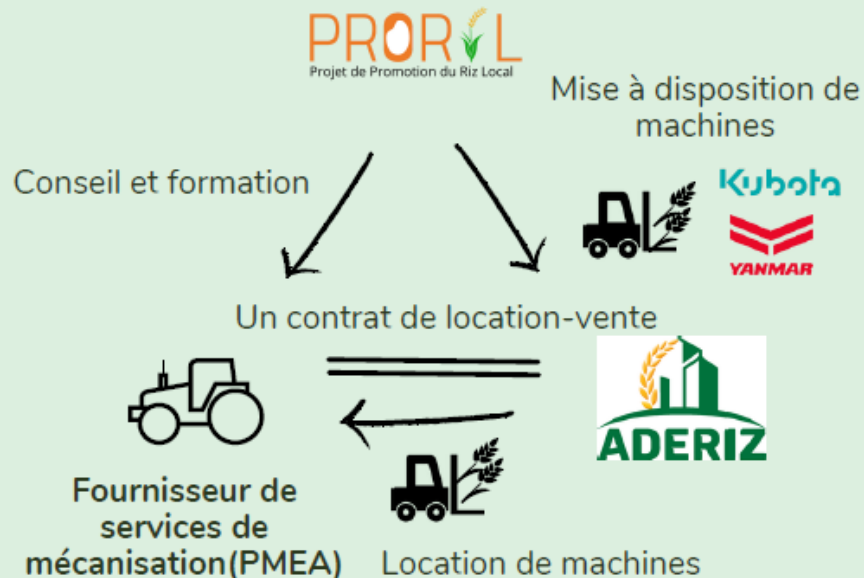 PRORIL
Projet de Promotion du Riz Local
Mise à disposition de
machines
Conseil et formation
Kubota
YANMAR
Un contrat de location-vente
ADERIZ
Fournisseur de
services de
mécanisation(PMEA)
Location de machines